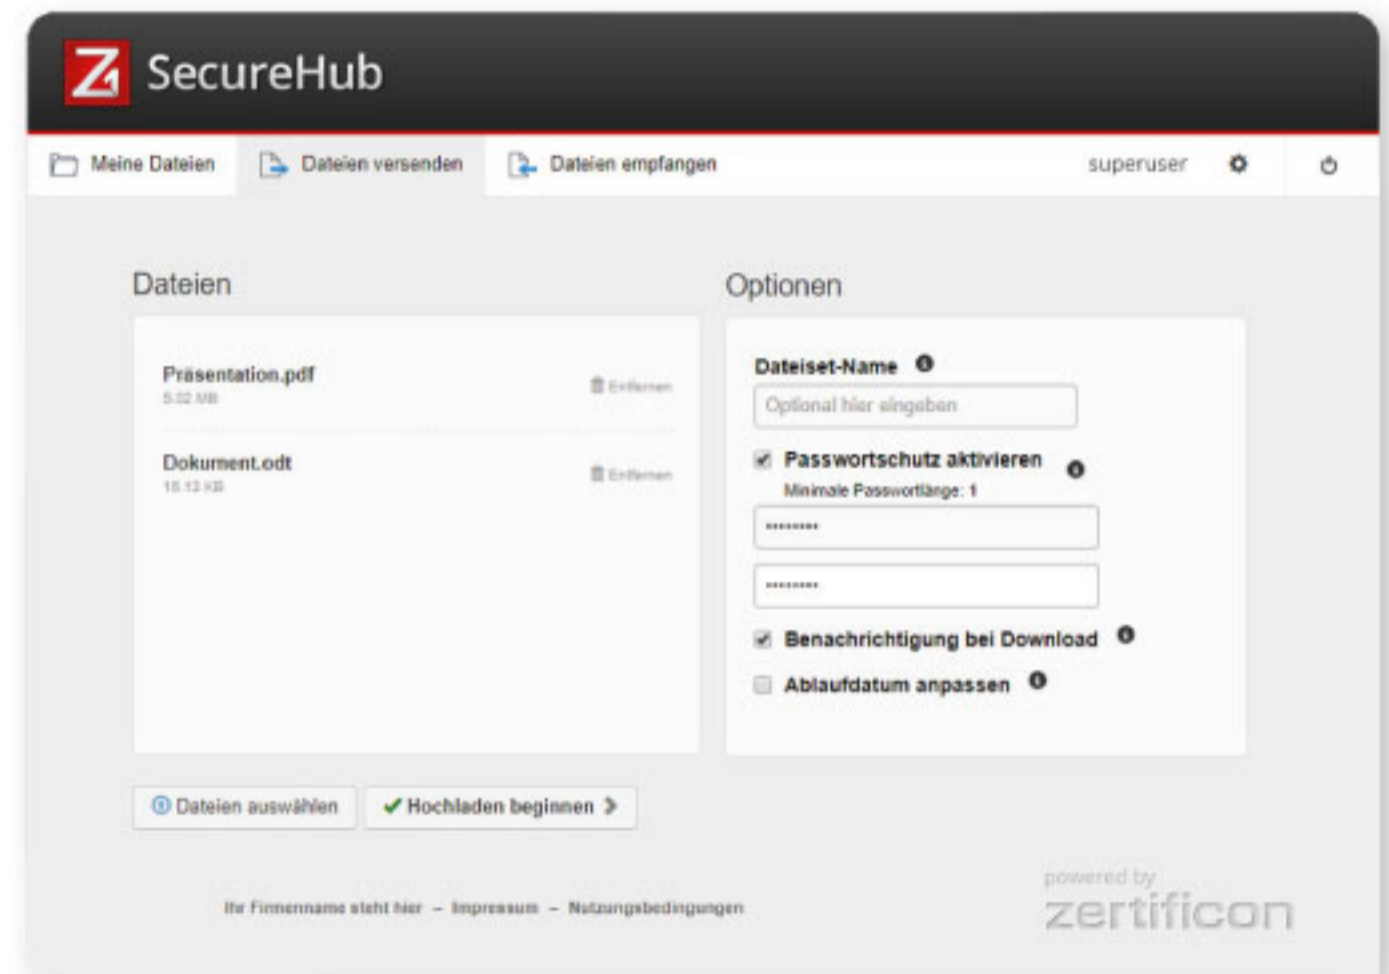 Z1 SecureHub
Meine Dateien Dateien versenden Dateien empfangen superuser
Dateien
Präsentation.pdf
5.02 MB
Entfernen
Dokument.odt
Entfernen
Optionen
Dateiset-Name
Optional hier eingeben
Passwortschutz aktivieren
Minimale Passwortlänge: 1
••••••••
••••••••
Benachrichtigung bei Download
Ablaufdatum anpassen
Dateien auswählen Hochladen beginnen
Ihr Firmenname steht hier – Impressum – Nutzungsbedingungen
powered by
zertificon